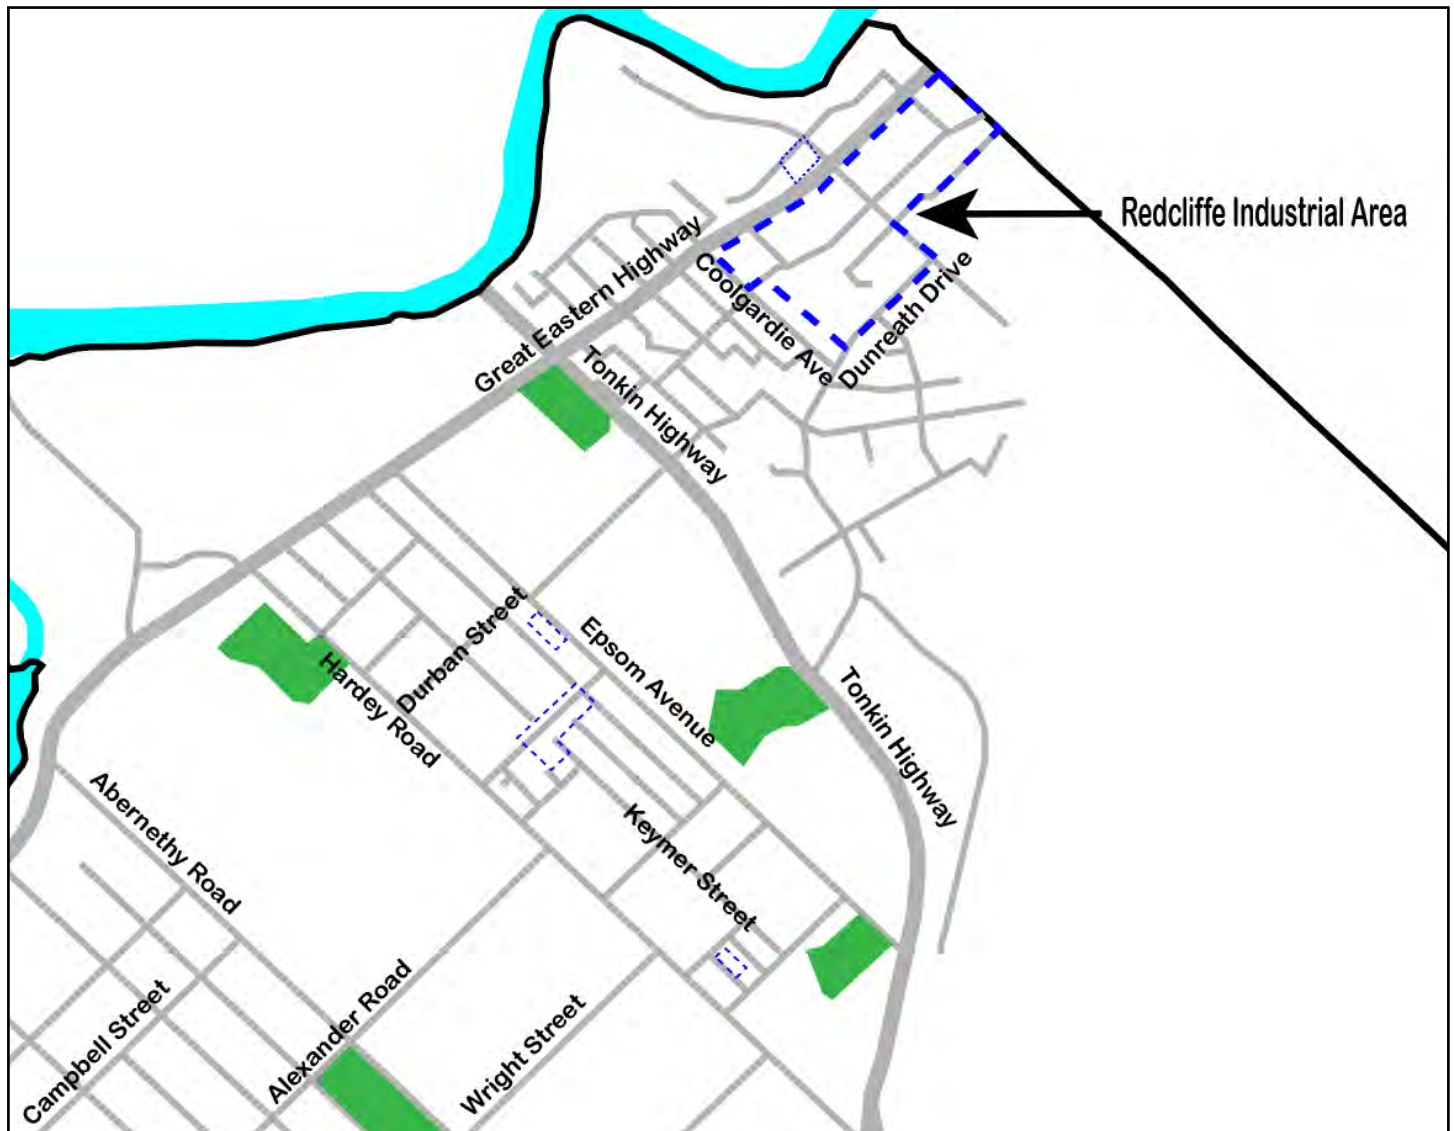 Redcliffe Industrial Area
Great Eastern Highway
Coolgardie Ave
Dunreath Drive
Tonkin Highway
Durban Street
Epsom Avenue
Hardey Road
Tonkin Highway
Abernethy Road
Keymer Street
Campbell Street
Alexander Road
Wright Street